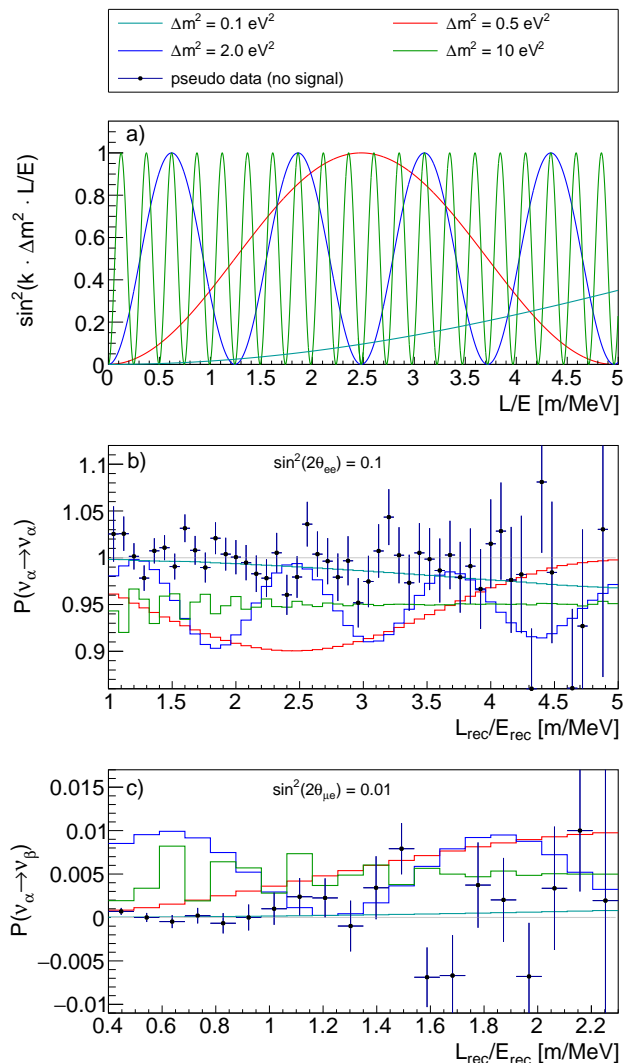 Δm² = 0.1 eV² Δm² = 0.5 eV²
Δm² = 2.0 eV² Δm² = 10 eV²
pseudo data (no signal)
a)
sin²(k · Δm² · L/E)
1
0.8
0.6
0.4
0.2
0
0 0.5 1 1.5 2 2.5 3 3.5 4 4.5 5
L/E [m/MeV]
b)
sin²(2θee) = 0.1
P(να→να)
1.1
1.05
1
0.95
0.9
1 1.5 2 2.5 3 3.5 4 4.5 5
Lrec/Erec [m/MeV]
c)
sin²(2θμe) = 0.01
P(να→νβ)
0.015
0.01
0.005
0
−0.005
−0.01
0.4 0.6 0.8 1 1.2 1.4 1.6 1.8 2 2.2
Lrec/Erec [m/MeV]